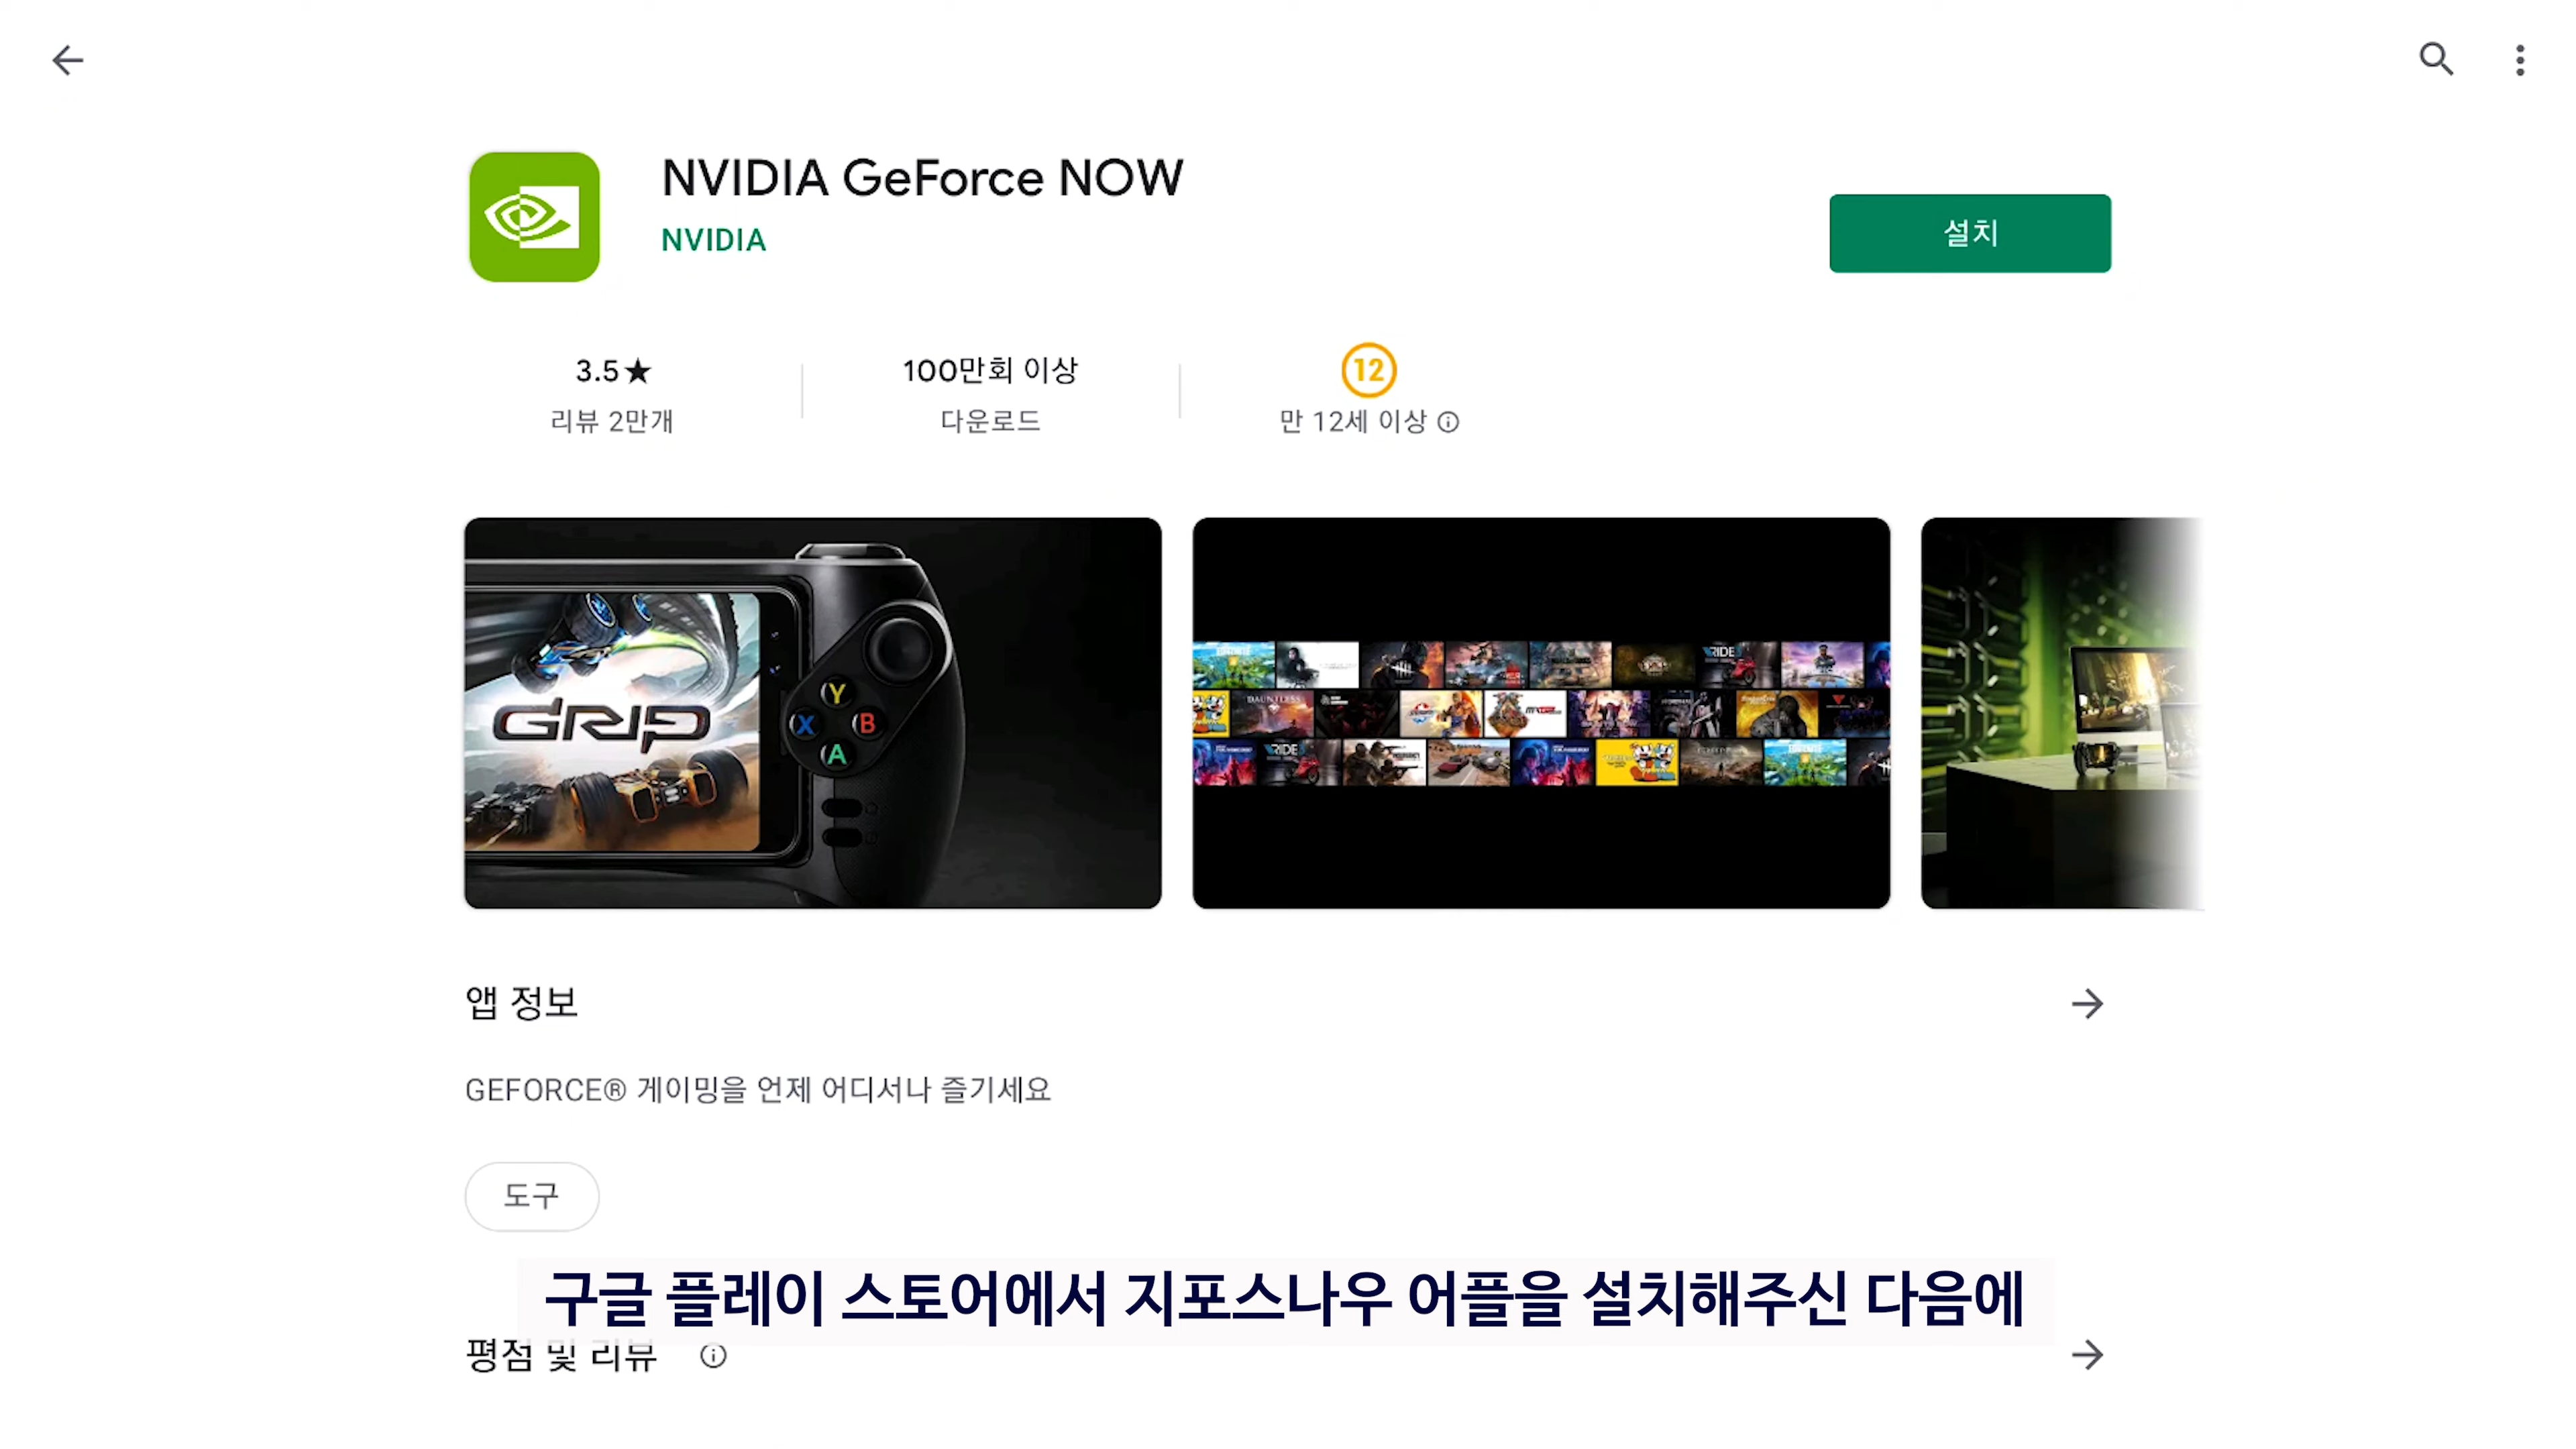 NVIDIA GeForce NOW
NVIDIA
설치
3.5★
리뷰 2만개
100만회 이상
다운로드
12
만 12세 이상
GRIP
Y
X
B
A
RIDE
DAUNTLESS
RIDE
앱 정보
GEFORCE® 게이밍을 언제 어디서나 즐기세요
도구
구글 플레이 스토어에서 지포스나우 어플을 설치해주신 다음에
평점 및 리뷰